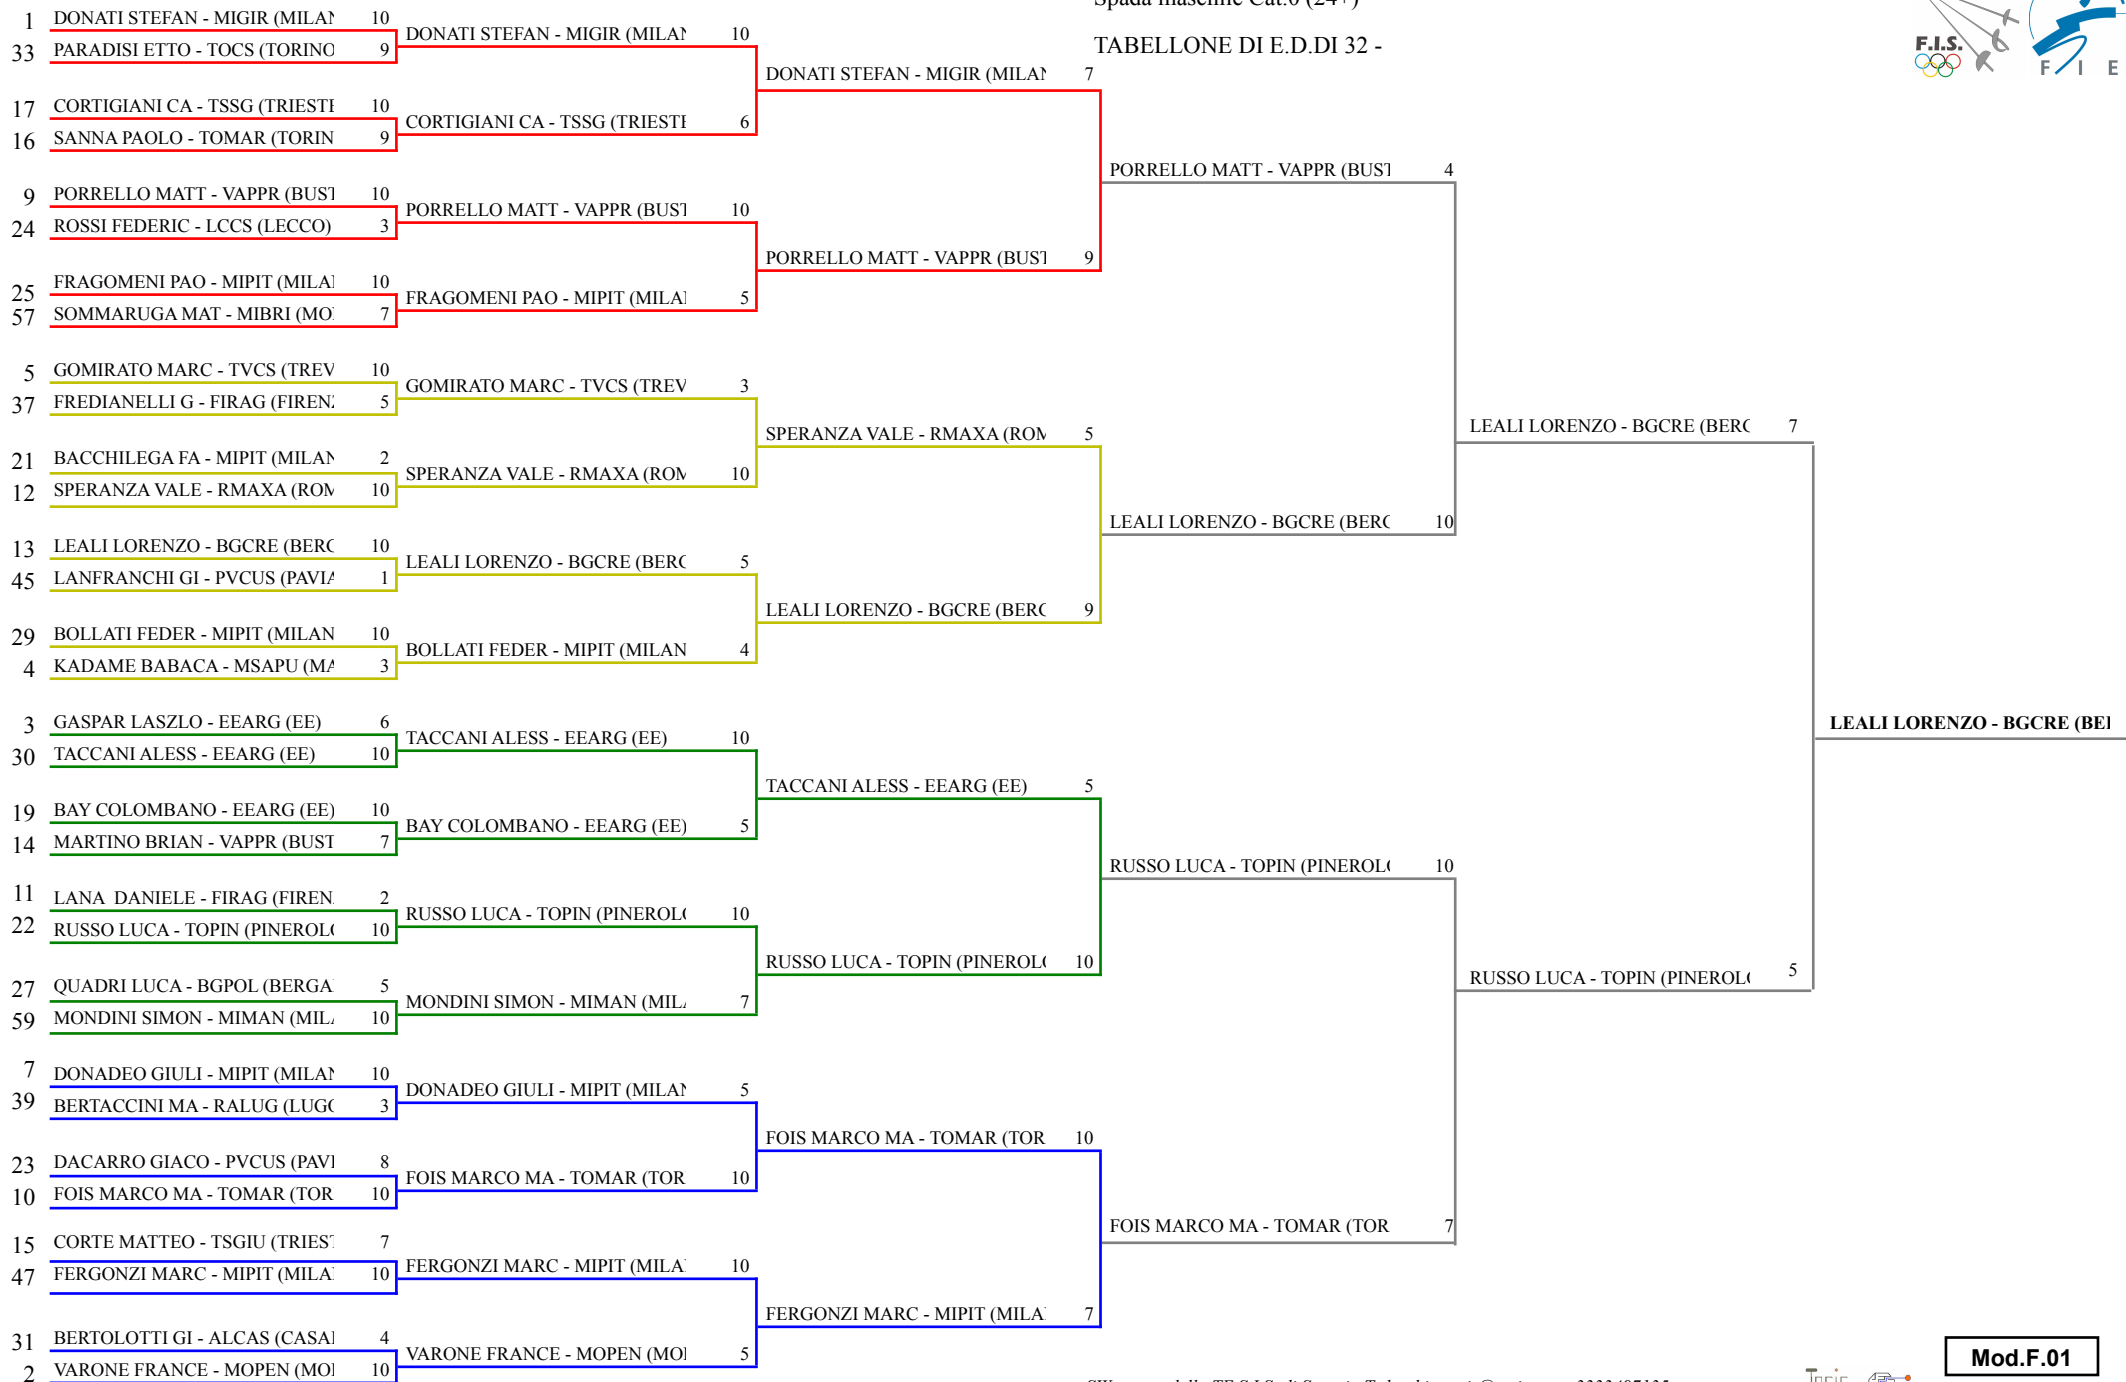 TABELLONE DI E.D.DI 32 -
F.I.S.
F I E
1 DONATI STEFAN - MIGIR (MILAN 10
33 PARADISI ETTO - TOCS (TORINO 9
17 CORTIGIANI CA - TSSG (TRIESTE 10
16 SANNA PAOLO - TOMAR (TORIN 9
9 PORRELLO MATT - VAPPR (BUST 10
24 ROSSI FEDERIC - LCCS (LECCO) 3
25 FRAGOMENI PAO - MIPIT (MILA 10
57 SOMMARUGA MAT - MIBRI (MO 7
5 GOMIRATO MARC - TVCS (TREV 10
37 FREDIANELLI G - FIRAG (FIREN 5
21 BACCHILEGA FA - MIPIT (MILAN 2
12 SPERANZA VALE - RMAXA (ROM 10
13 LEALI LORENZO - BGCRE (BERG 10
45 LANFRANCHI GI - PVCUS (PAVIA 1
29 BOLLATI FEDER - MIPIT (MILAN 10
4 KADAME BABACA - MSAPU (MA 3
3 GASPAR LASZLO - EEARG (EE) 6
30 TACCANI ALESS - EEARG (EE) 10
19 BAY COLOMBANO - EEARG (EE) 10
14 MARTINO BRIAN - VAPPR (BUST 7
11 LANA DANIELE - FIRAG (FIREN 2
22 RUSSO LUCA - TOPIN (PINEROLO 10
27 QUADRI LUCA - BGPOL (BERGA 5
59 MONDINI SIMON - MIMAN (MIL 10
7 DONADEO GIULI - MIPIT (MILAN 10
39 BERTACCINI MA - RALUG (LUGO 3
23 DACARRO GIACO - PVCUS (PAVI 8
10 FOIS MARCO MA - TOMAR (TOR 10
15 CORTE MATTEO - TSGIU (TRIES 7
47 FERGONZI MARC - MIPIT (MILA 10
31 BERTOLOTTI GI - ALCAS (CASA 4
2 VARONE FRANCE - MOPEN (MO 10
DONATI STEFAN - MIGIR (MILAN 10
CORTIGIANI CA - TSSG (TRIESTE 6
PORRELLO MATT - VAPPR (BUST 10
FRAGOMENI PAO - MIPIT (MILA 5
GOMIRATO MARC - TVCS (TREV 3
SPERANZA VALE - RMAXA (ROM 10
LEALI LORENZO - BGCRE (BERG 5
BOLLATI FEDER - MIPIT (MILAN 4
TACCANI ALESS - EEARG (EE) 10
BAY COLOMBANO - EEARG (EE) 5
RUSSO LUCA - TOPIN (PINEROLO 10
MONDINI SIMON - MIMAN (MIL 7
DONADEO GIULI - MIPIT (MILAN 5
FOIS MARCO MA - TOMAR (TOR 10
FERGONZI MARC - MIPIT (MILA 10
VARONE FRANCE - MOPEN (MO 5
DONATI STEFAN - MIGIR (MILAN 7
PORRELLO MATT - VAPPR (BUST 9
SPERANZA VALE - RMAXA (ROM 5
LEALI LORENZO - BGCRE (BERG 9
TACCANI ALESS - EEARG (EE) 5
RUSSO LUCA - TOPIN (PINEROLO 10
FOIS MARCO MA - TOMAR (TOR 10
FERGONZI MARC - MIPIT (MILA 7
PORRELLO MATT - VAPPR (BUST 4
LEALI LORENZO - BGCRE (BERG 10
RUSSO LUCA - TOPIN (PINEROLO 10
FOIS MARCO MA - TOMAR (TOR 7
LEALI LORENZO - BGCRE (BERG 7
RUSSO LUCA - TOPIN (PINEROLO 5
LEALI LORENZO - BGCRE (BE
Mod.F.01